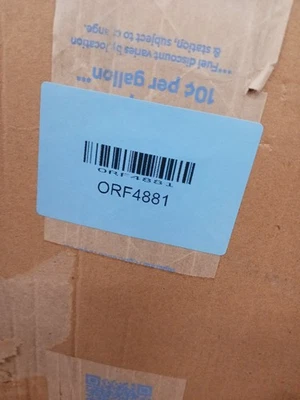 & station, subject to change.
**Fuel discount varies by location
10¢ per gallon**
ORF4881
ORF4881